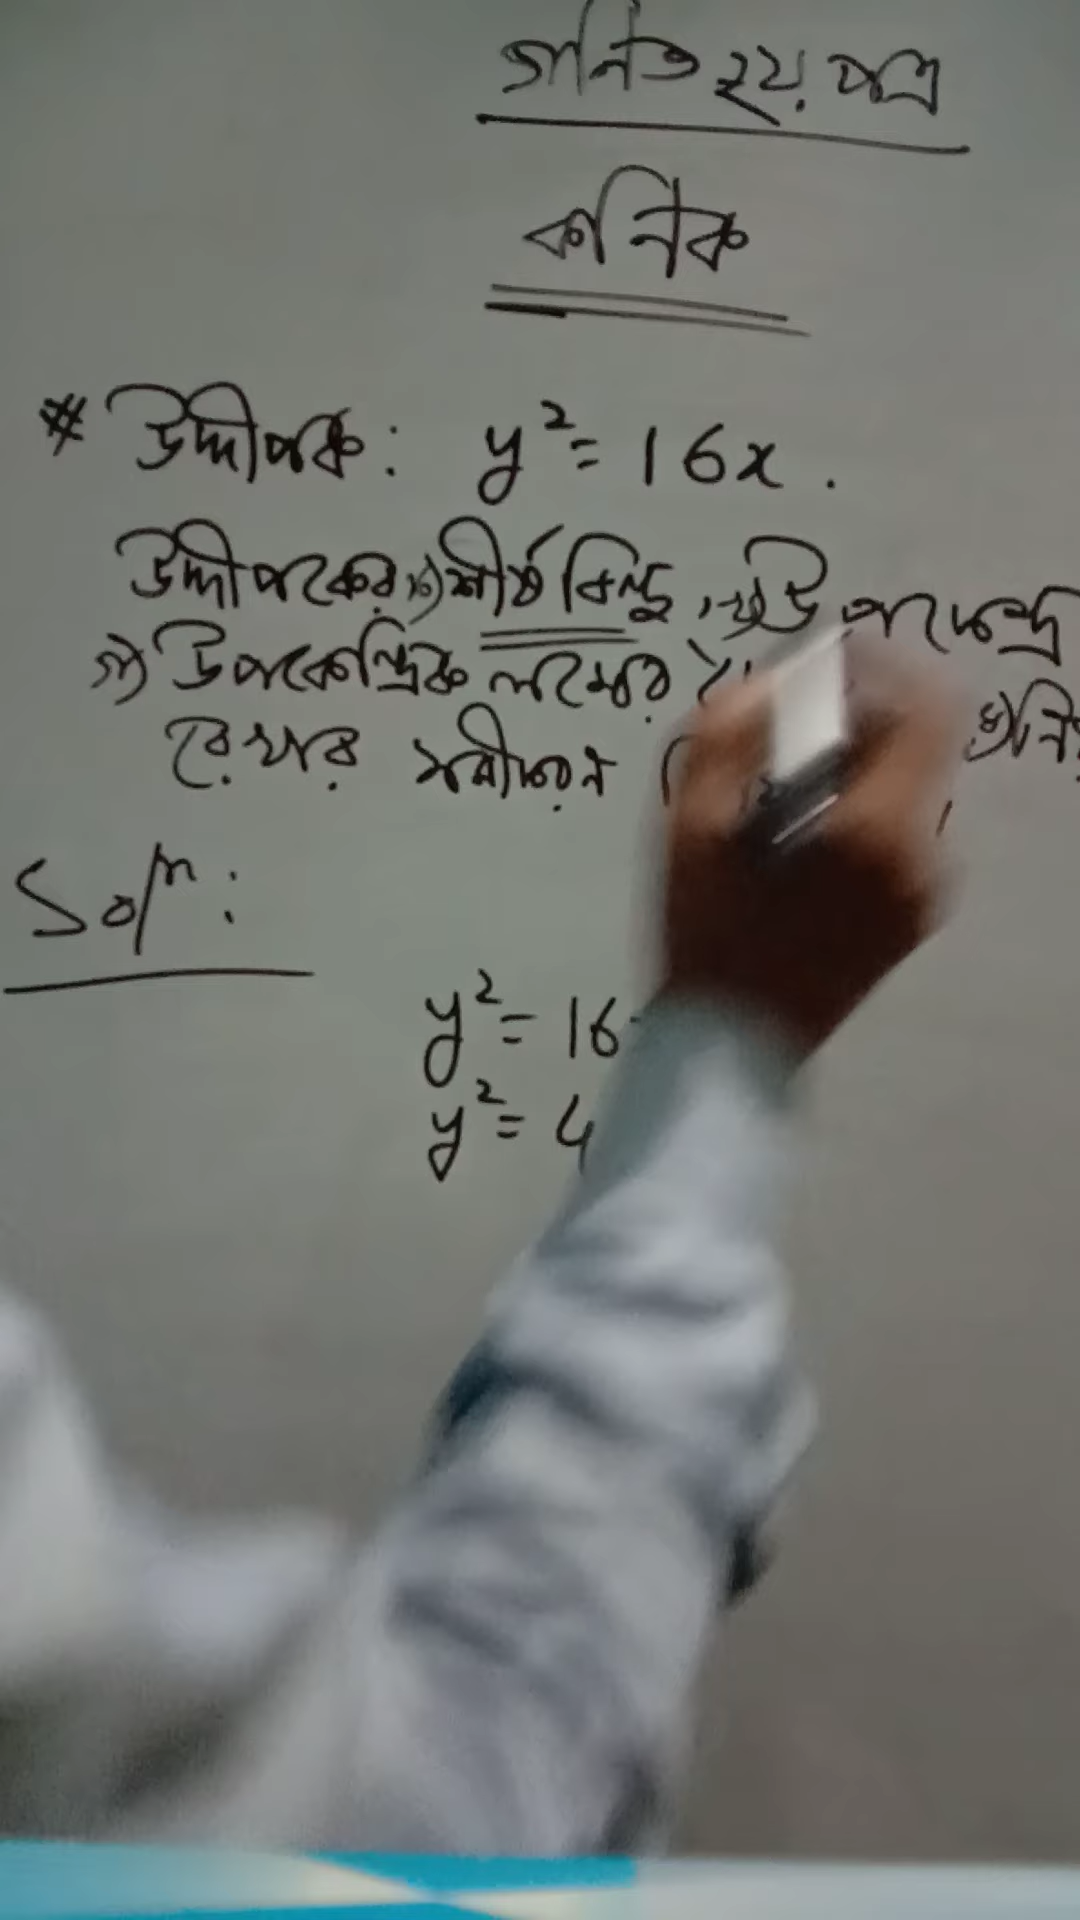 গনিত ২য় পত্র
কনিক
* উদ্দীপক: y² = 16x.
উদ্দীপকের ক) শীর্ষ বিন্দু, খ) উপকেন্দ্র
গ) উপকেন্দ্রিক লম্বের ঘ)
রেখার সমীকরন
Solⁿ:
y² = 16
y² = 4